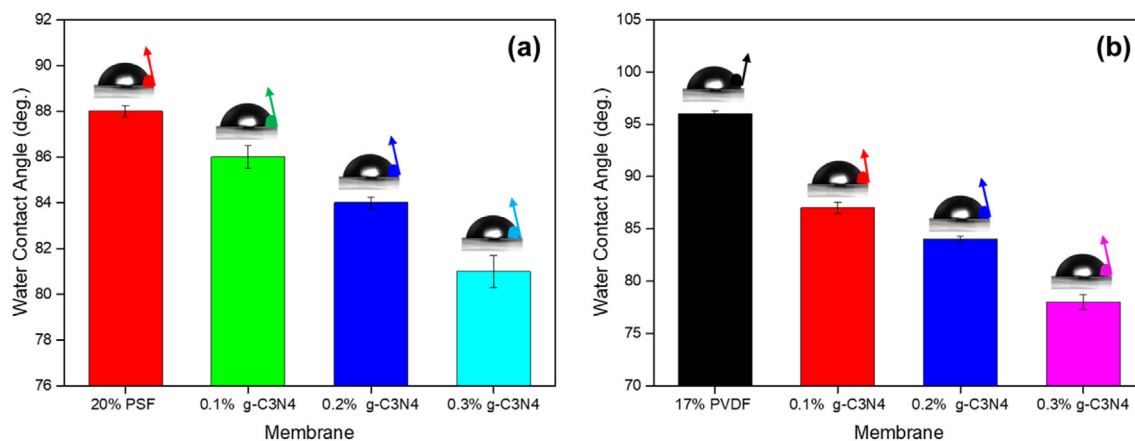 (a)
Water Contact Angle (deg.)
92
90
88
86
84
82
80
78
76
20% PSF
0.1% g-C3N4
0.2% g-C3N4
0.3% g-C3N4
Membrane
(b)
Water Contact Angle (deg.)
105
100
95
90
85
80
75
70
17% PVDF
0.1% g-C3N4
0.2% g-C3N4
0.3% g-C3N4
Membrane